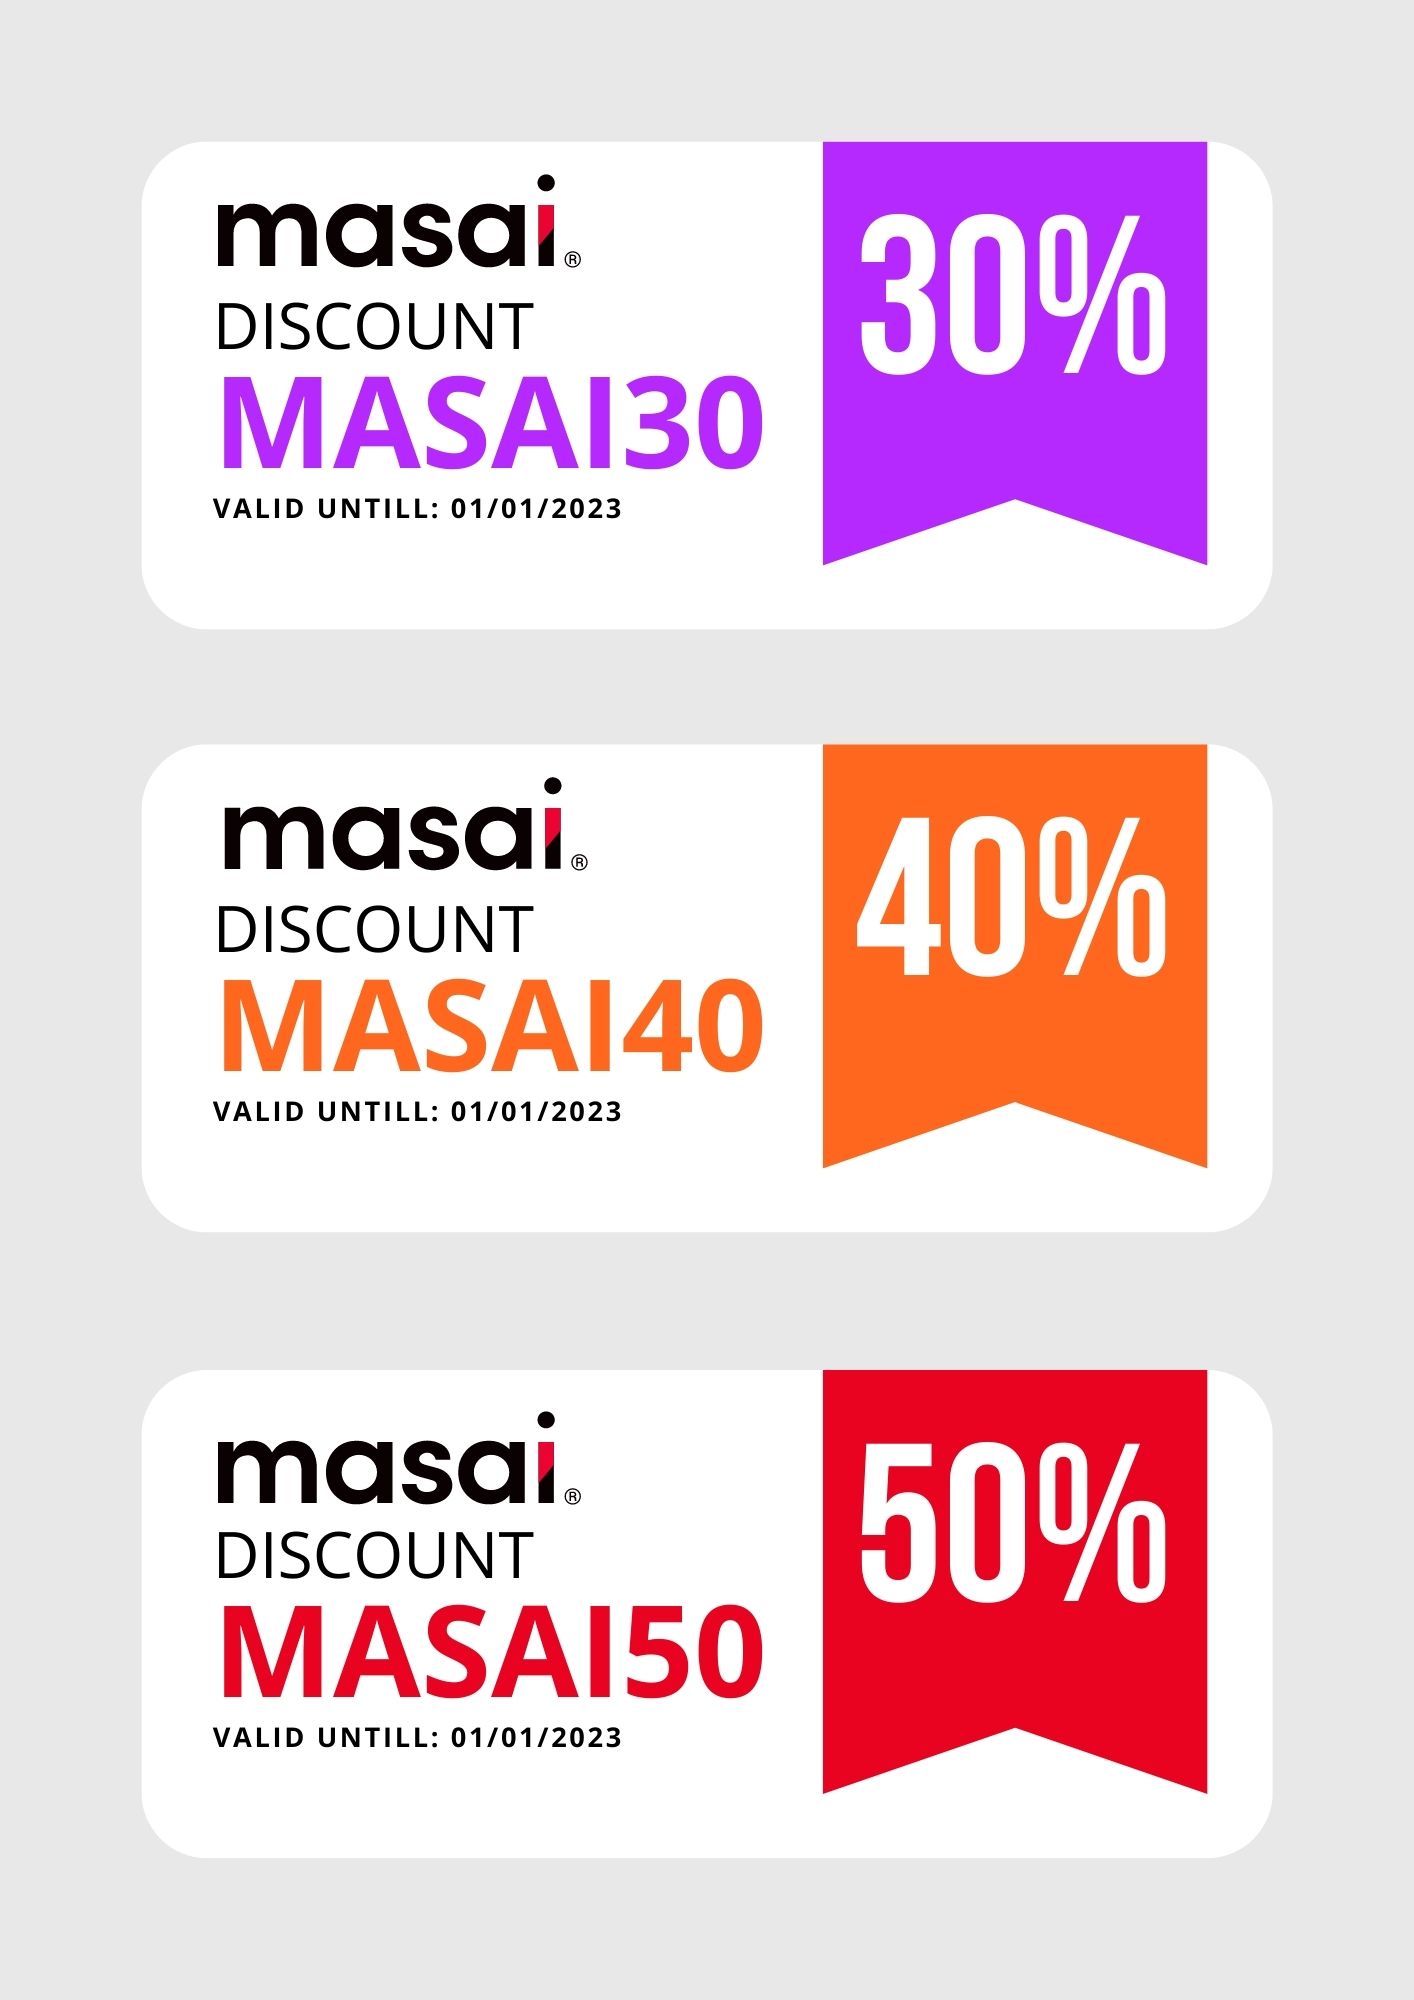 masai®
DISCOUNT
MASAI30
VALID UNTILL: 01/01/2023
30%
masai®
DISCOUNT
MASAI40
VALID UNTILL: 01/01/2023
40%
masai®
DISCOUNT
MASAI50
VALID UNTILL: 01/01/2023
50%